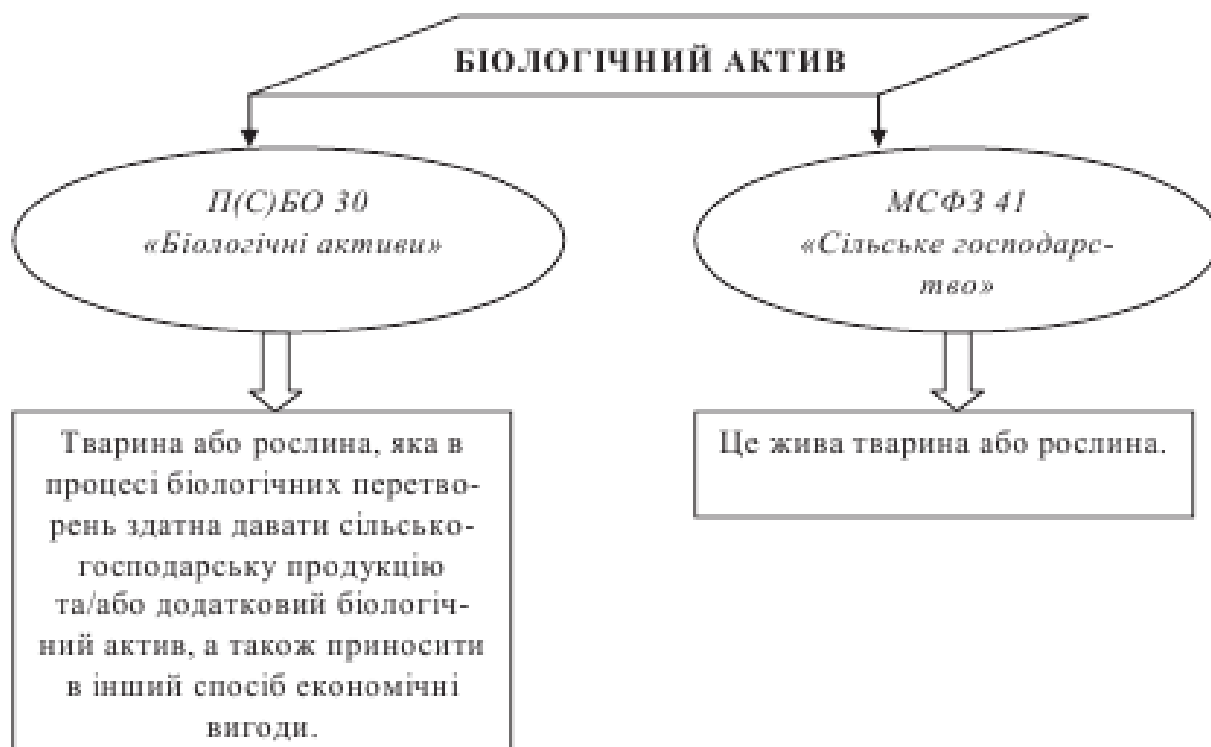 БІОЛОГІЧНИЙ АКТИВ
П(С)БО 30
«Біологічні активи»
МСФЗ 41
«Сільське господарс-
тво»
Тварина або рослина, яка в
процесі біологічних перетво-
рень здатна давати сільсько-
господарську продукцію
та/або додатковий біологіч-
ний актив, а також приносити
в інший спосіб економічні
вигоди.
Це жива тварина або рослина.